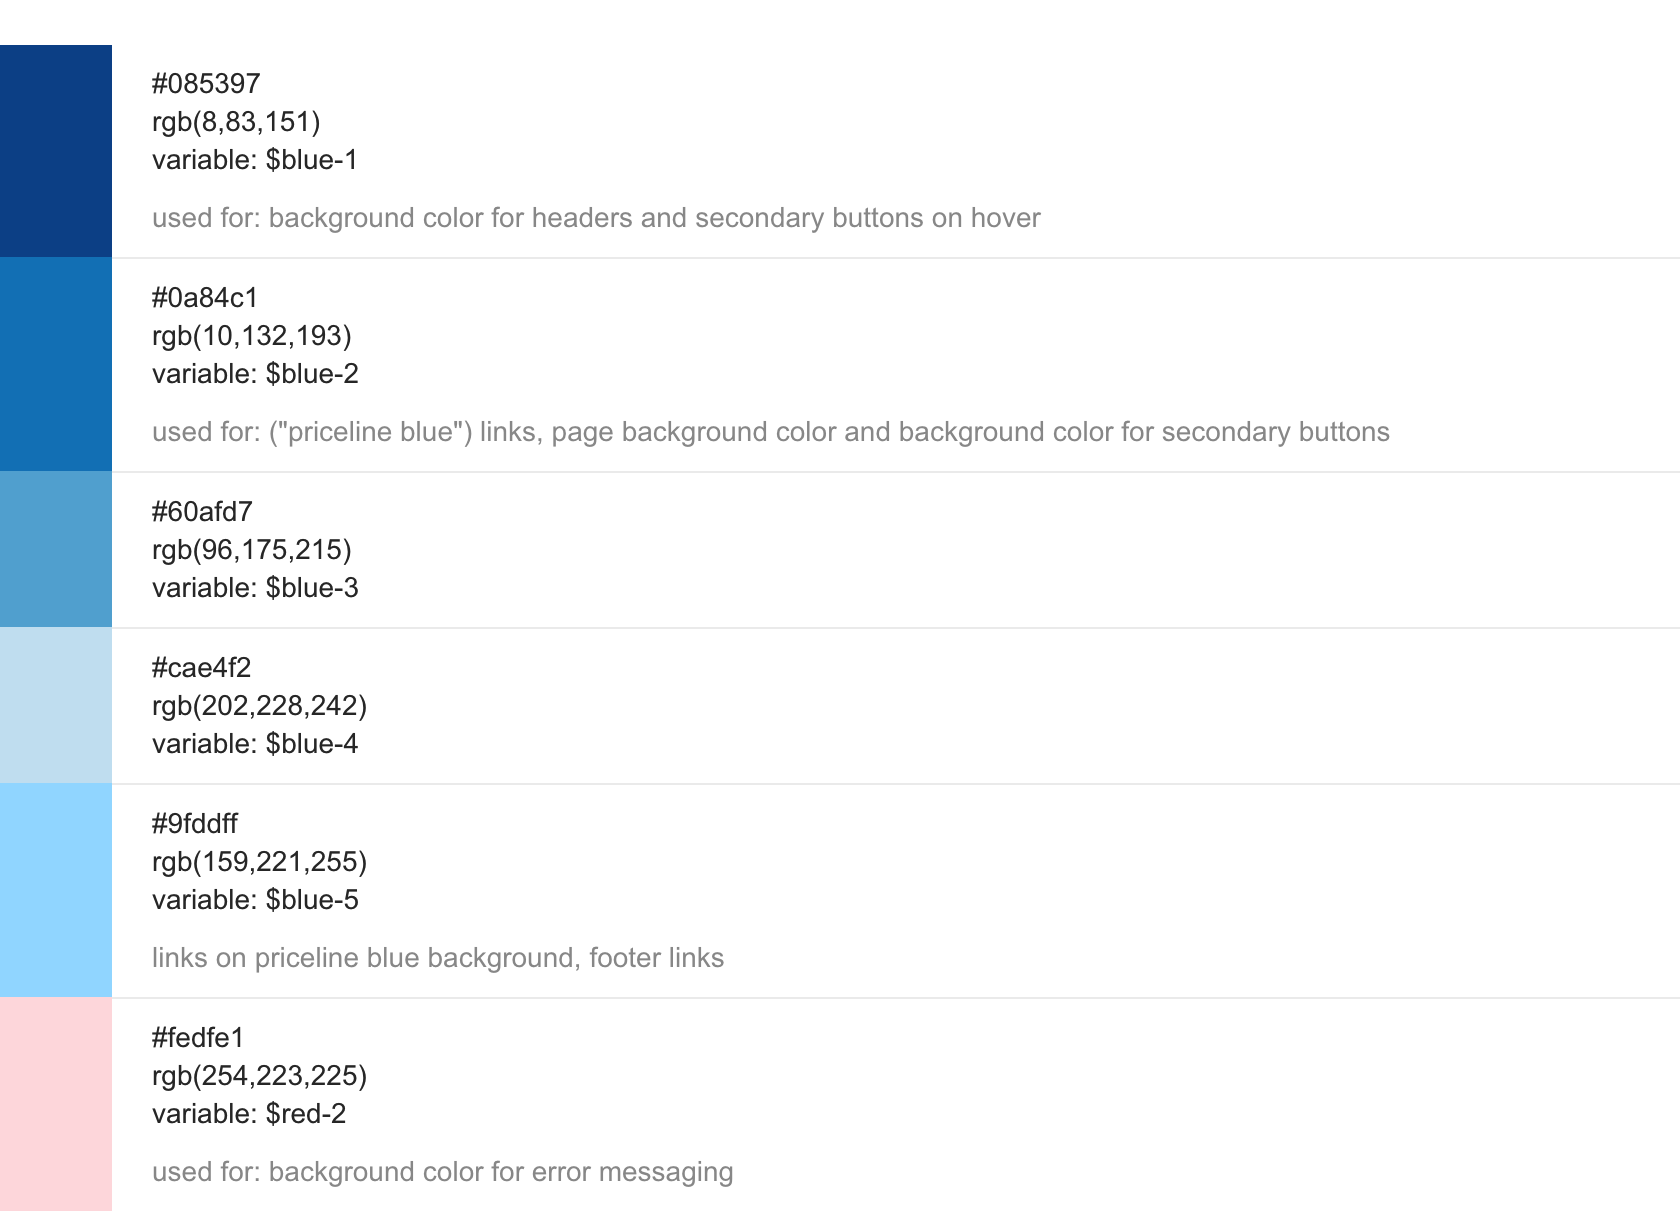 #085397
rgb(8,83,151)
variable: $blue-1
used for: background color for headers and secondary buttons on hover
#0a84c1
rgb(10,132,193)
variable: $blue-2
used for: ("priceline blue") links, page background color and background color for secondary buttons
#60afd7
rgb(96,175,215)
variable: $blue-3
#cae4f2
rgb(202,228,242)
variable: $blue-4
#9fddff
rgb(159,221,255)
variable: $blue-5
links on priceline blue background, footer links
#fedfe1
rgb(254,223,225)
variable: $red-2
used for: background color for error messaging